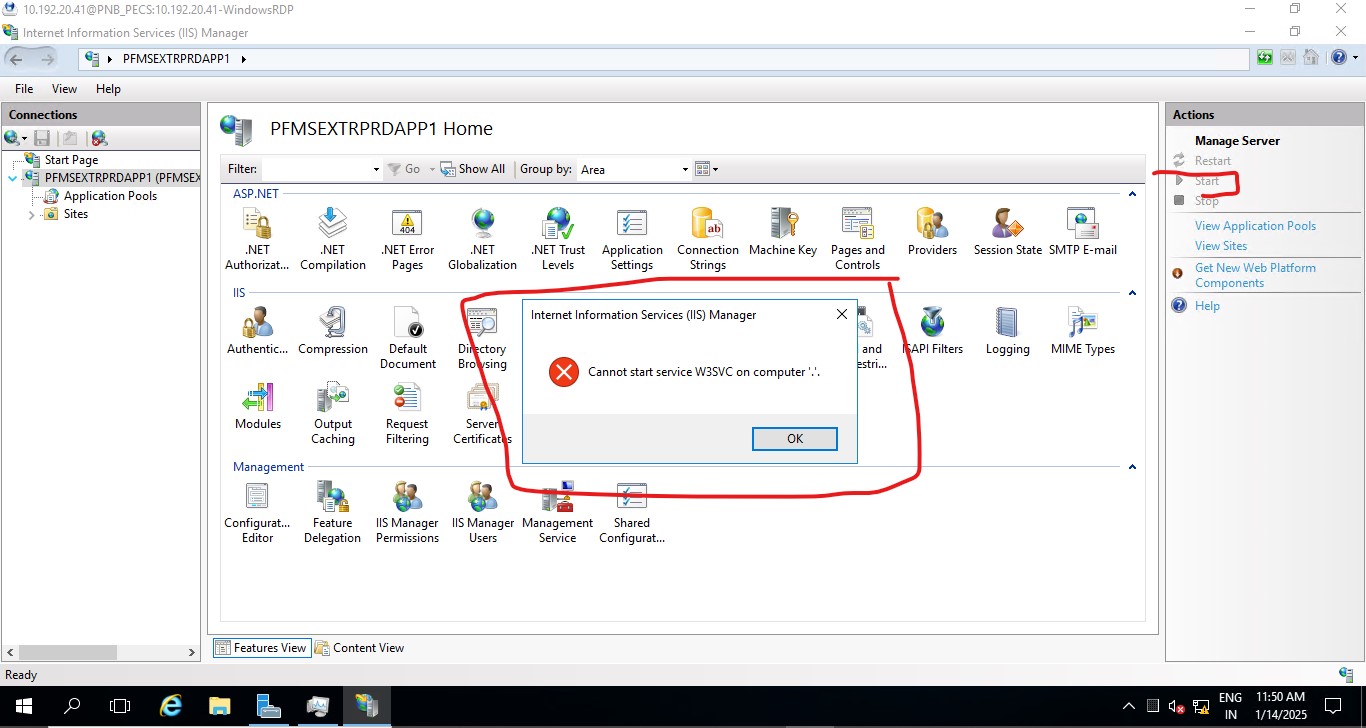 10.192.20.41@PNB_PECS:10.192.20.41-WindowsRDP
Internet Information Services (IIS) Manager
PFMSEXTRPRDAPP1
File View Help
Connections
Start Page
PFMSEXTRPRDAPP1 (PFMSEX
Application Pools
Sites
PFMSEXTRPRDAPP1 Home
Filter: Go Show All Group by: Area
ASP.NET
.NET Authorizat...
.NET Compilation
.NET Error Pages
.NET Globalization
.NET Trust Levels
Application Settings
Connection Strings
Machine Key
Pages and Controls
Providers
Session State
SMTP E-mail
IIS
Authentic...
Compression
Default Document
Directory Browsing
and
estri...
ISAPI Filters
Logging
MIME Types
Modules
Output Caching
Request Filtering
Server Certificates
Internet Information Services (IIS) Manager
Cannot start service W3SVC on computer '.'.
OK
Management
Configurat... Editor
Feature Delegation
IIS Manager Permissions
IIS Manager Users
Management Service
Shared Configurat...
Features View
Content View
Actions
Manage Server
Restart
Start
Stop
View Application Pools
View Sites
Get New Web Platform Components
Help
Ready
ENG
IN
11:50 AM
1/14/2025